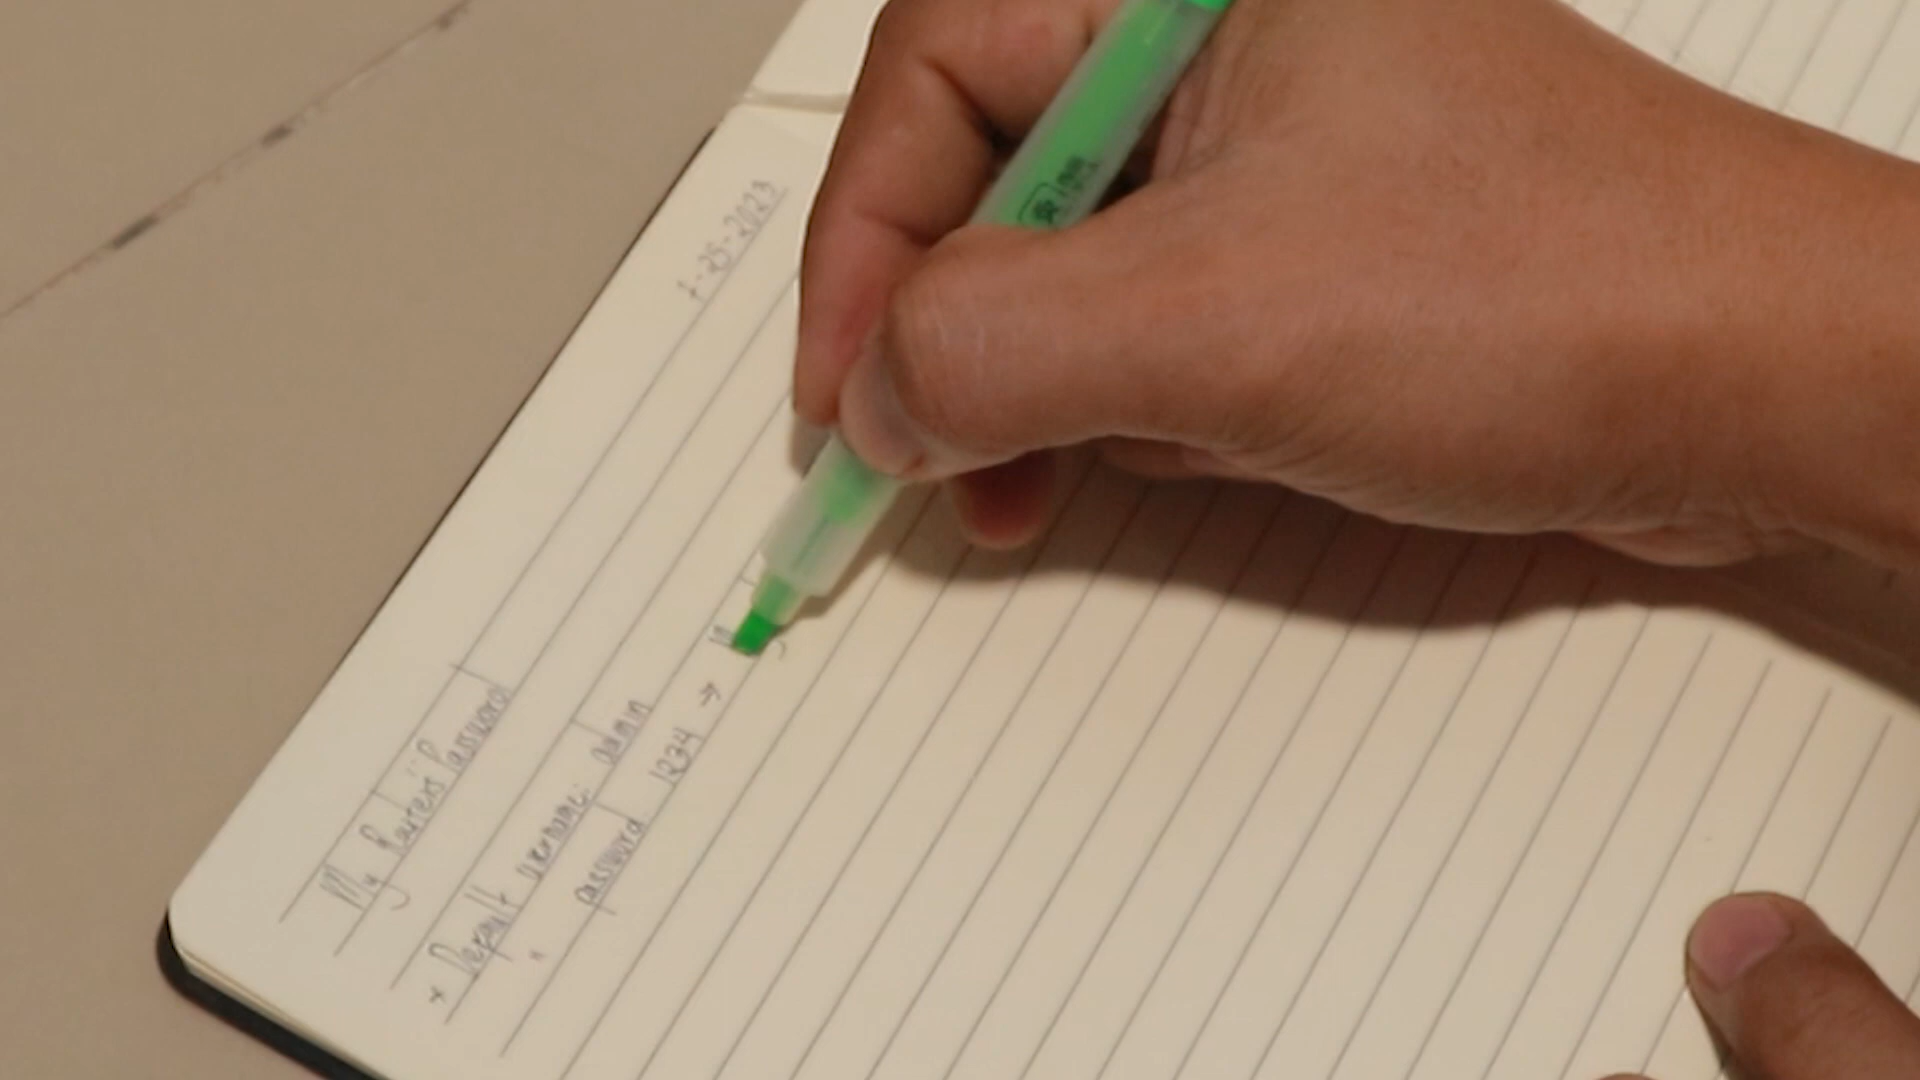 1-25-2023
My Router's Password
* Default username: admin
" password 1234 →